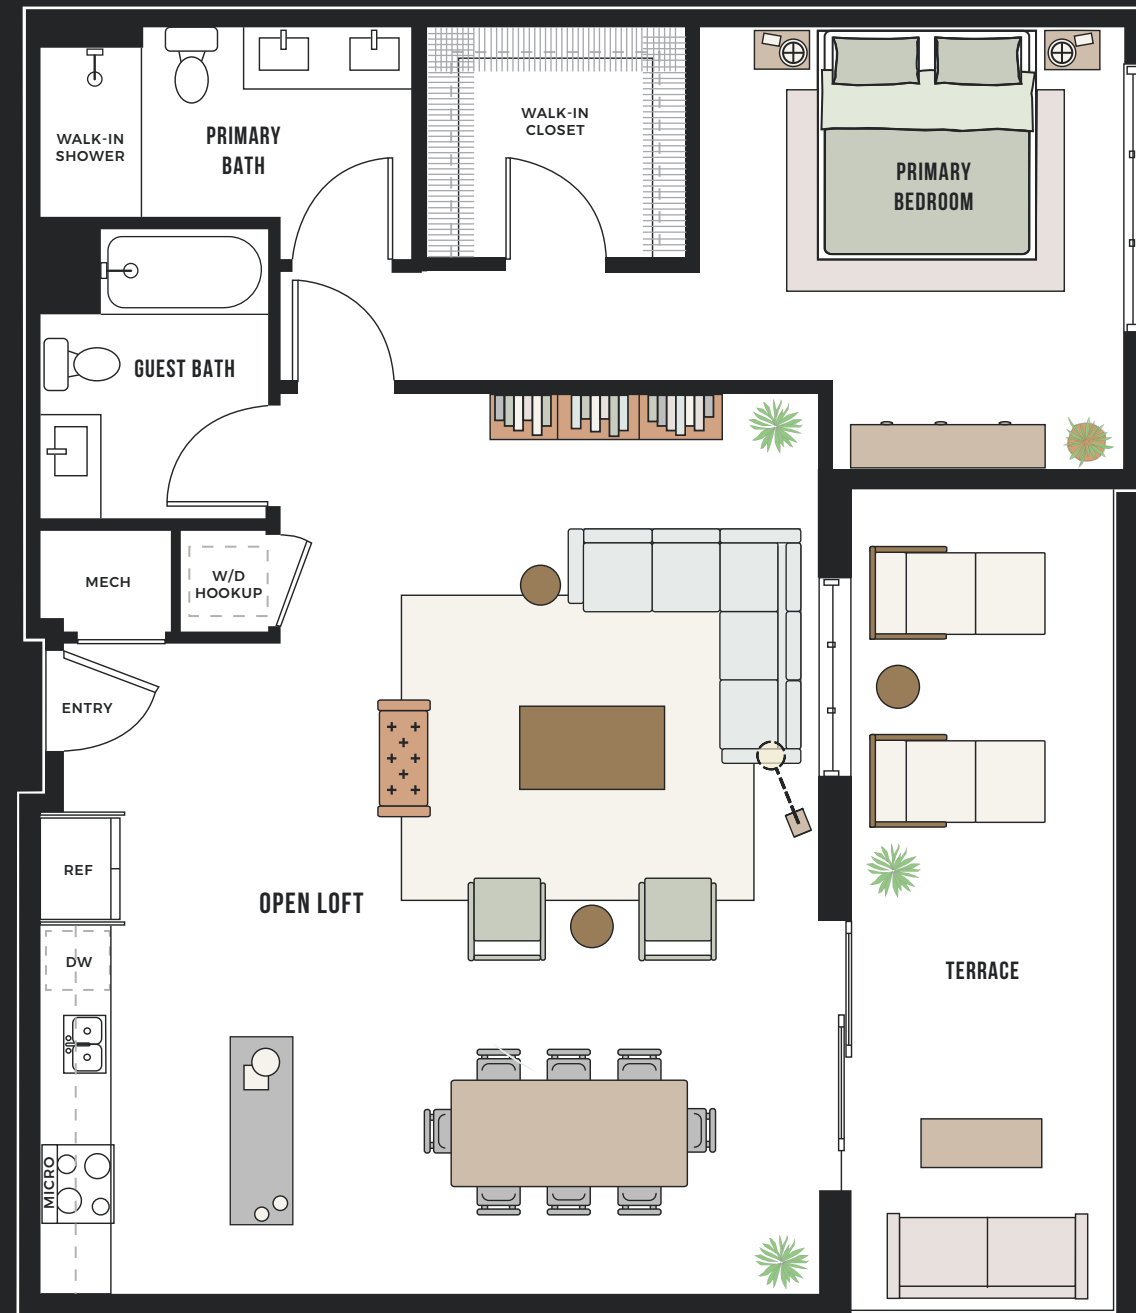 WALK-IN
SHOWER
PRIMARY
BATH
WALK-IN
CLOSET
PRIMARY
BEDROOM
GUEST BATH
MECH
W/D
HOOKUP
ENTRY
REF
OPEN LOFT
DW
TERRACE
MICRO